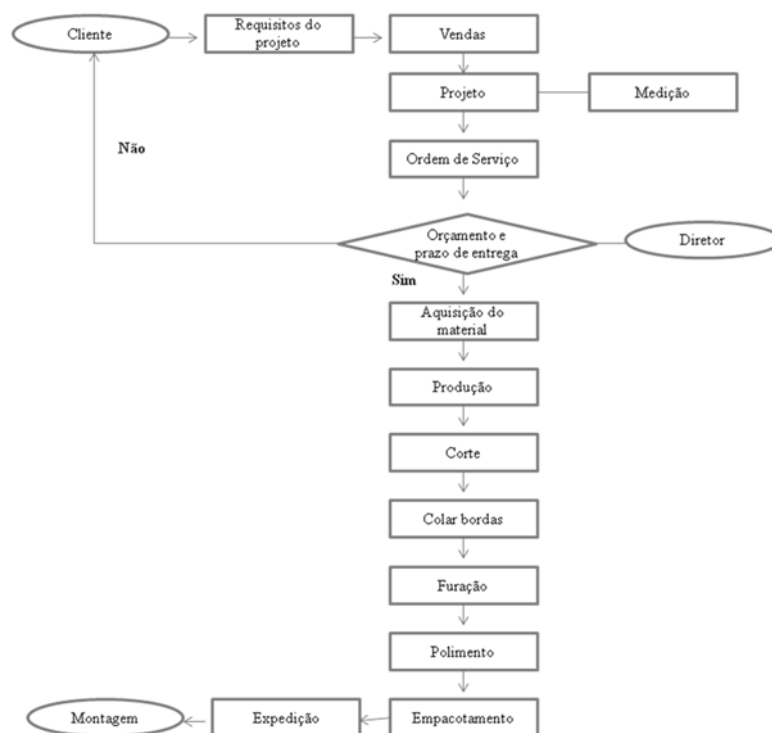 Cliente
Requisitos do
projeto
Vendas
Projeto
Medição
Não
Ordem de Serviço
Orçamento e
prazo de entrega
Diretor
Sim
Aquisição do
material
Produção
Corte
Colar bordas
Furação
Polimento
Montagem
Expedição
Empacotamento